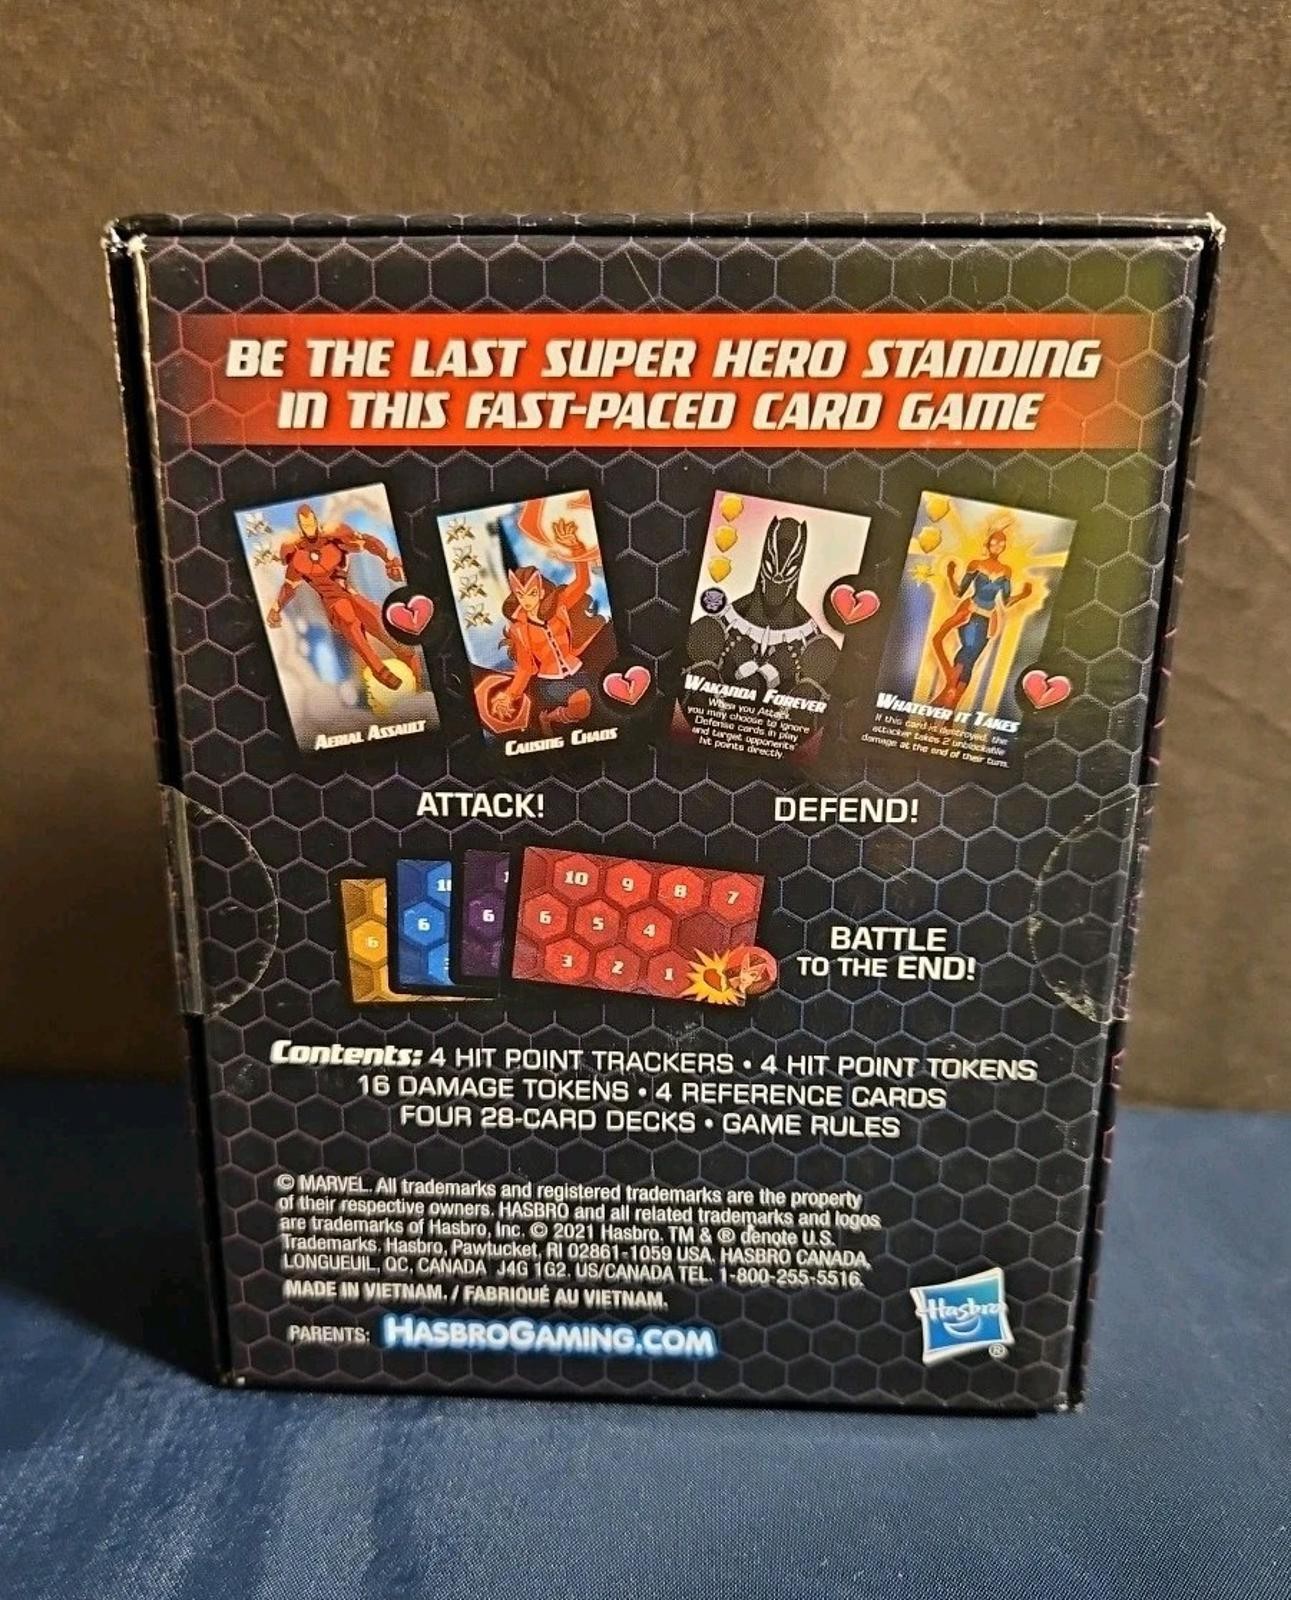 BE THE LAST SUPER HERO STANDING
IN THIS FAST-PACED CARD GAME
AERIAL ASSAULT
CAUSING CHAOS
WAKANDA FOREVER
When you Attack,
you may choose to ignore
Defense cards in play
and target opponents'
hit points directly.
WHATEVER IT TAKES
If this card is destroyed, the
attacker takes 2 unblockable
damage at the end of their turn.
ATTACK!
DEFEND!
6
6
6
10 9 8 7
6 5 4
3 2 1
BATTLE
TO THE END!
Contents: 4 HIT POINT TRACKERS • 4 HIT POINT TOKENS
16 DAMAGE TOKENS • 4 REFERENCE CARDS
FOUR 28-CARD DECKS • GAME RULES
© MARVEL. All trademarks and registered trademarks are the property
of their respective owners. HASBRO and all related trademarks and logos
are trademarks of Hasbro, Inc. © 2021 Hasbro. TM & ® denote U.S.
Trademarks. Hasbro, Pawtucket, RI 02861-1059 USA. HASBRO CANADA,
LONGUEUIL, QC, CANADA J4G 1G2. US/CANADA TEL. 1-800-255-5516.
MADE IN VIETNAM. / FABRIQUÉ AU VIETNAM.
PARENTS: HASBROGAMING.COM
Hasbro
®